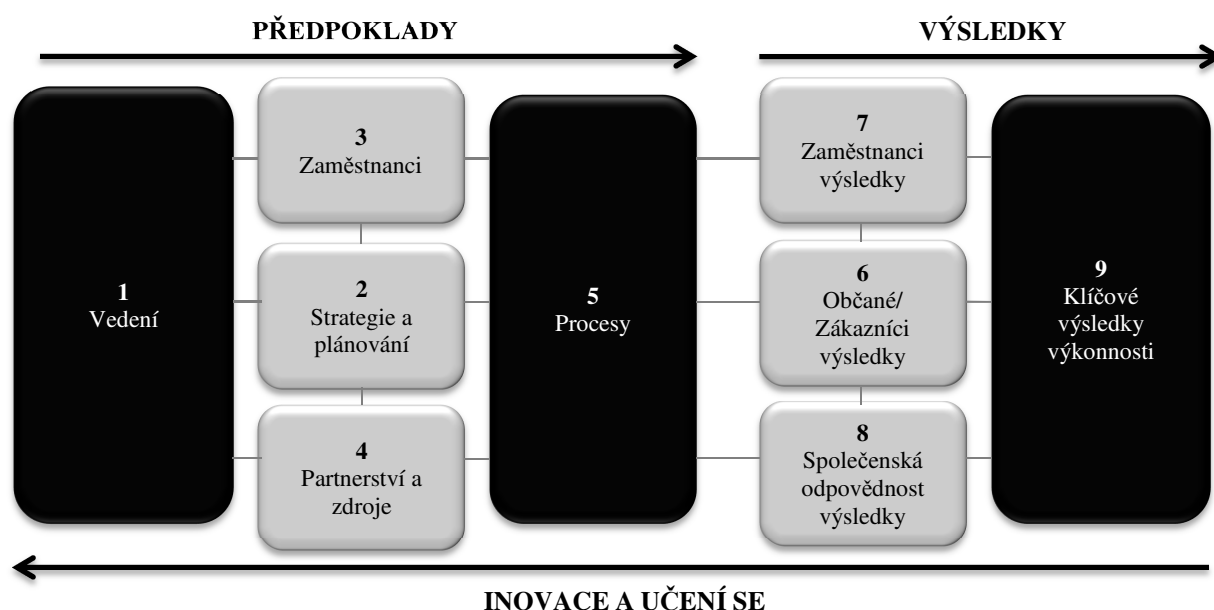 PŘEDPOKLADY
VÝSLEDKY
1
Vedení
3
Zaměstnanci
2
Strategie a
plánování
4
Partnerství a
zdroje
5
Procesy
7
Zaměstnanci
výsledky
6
Občané/
Zákazníci
výsledky
8
Společenská
odpovědnost
výsledky
9
Klíčové
výsledky
výkonnosti
INOVACE A UČENÍ SE